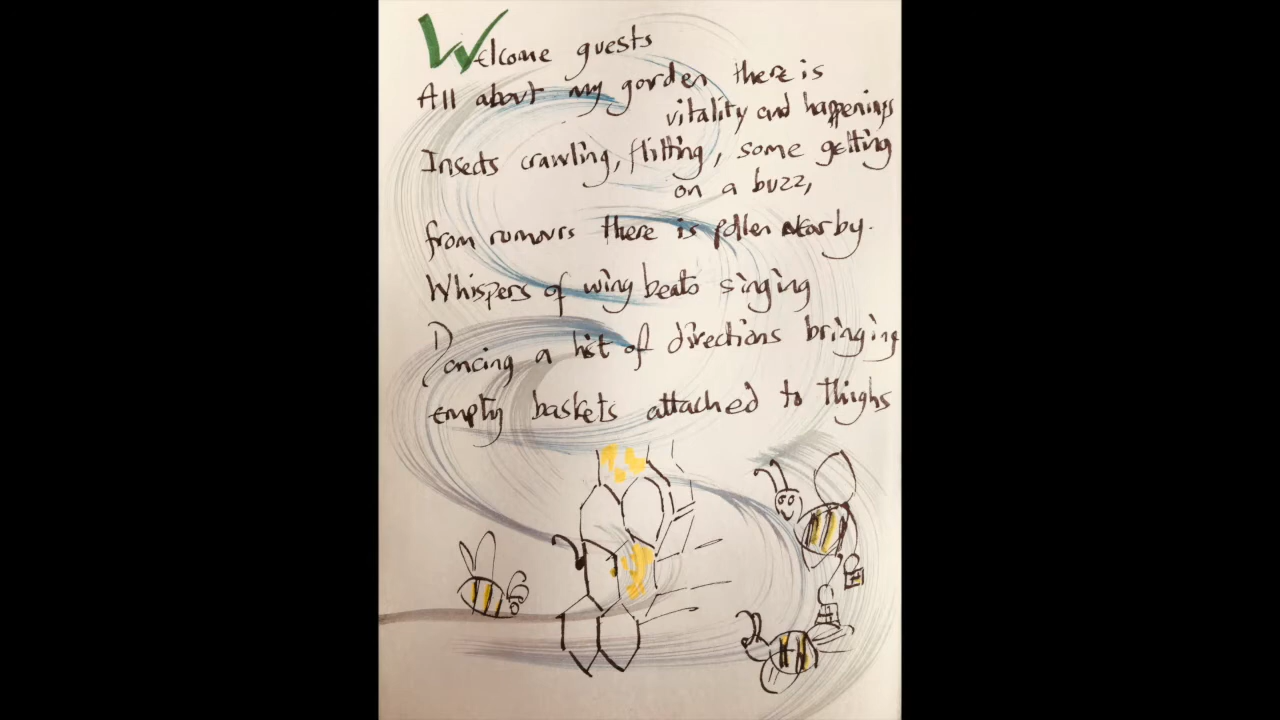 Welcome guests
All about my garden there is
vitality and happenings
Insects crawling, flitting, some getting
on a buzz,
from rumours there is pollen nearby.
Whispers of wing beats singing
Dancing a list of directions bringing
empty baskets attached to thighs